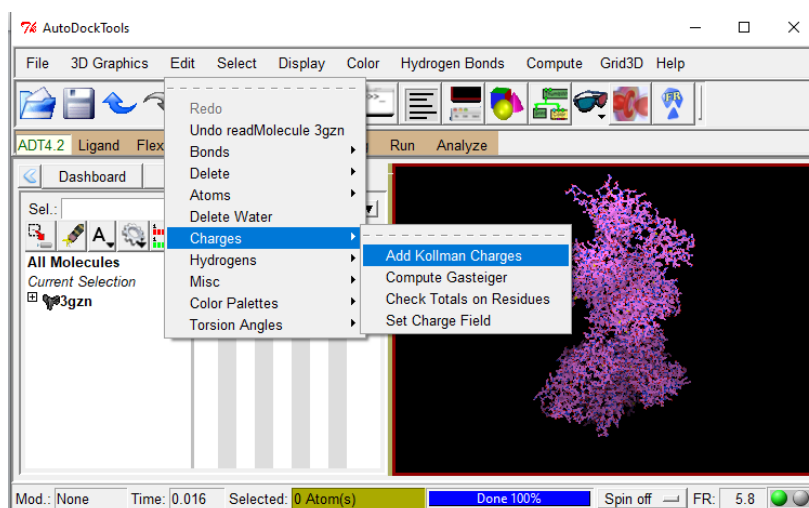 AutoDockTools
File 3D Graphics Edit Select Display Color Hydrogen Bonds Compute Grid3D Help
ADT4.2 Ligand Flex Run Analyze
Redo
Undo readMolecule 3gzn
Bonds
Delete
Atoms
Delete Water
Charges
Hydrogens
Misc
Color Palettes
Torsion Angles
Add Kollman Charges
Compute Gasteiger
Check Totals on Residues
Set Charge Field
Dashboard
Sel.:
All Molecules
Current Selection
3gzn
Mod.: None Time: 0.016 Selected: 0 Atom(s) Done 100% Spin off FR: 5.8